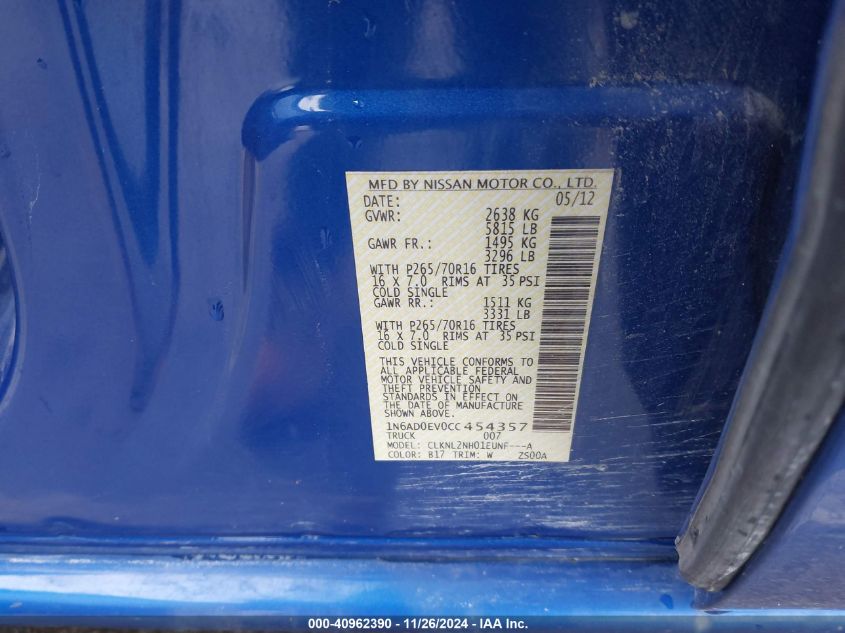 MFD BY NISSAN MOTOR CO., LTD.
DATE: 05/12
GVWR: 2638 KG
5815 LB
GAWR FR.: 1495 KG
3296 LB
WITH P265/70R16 TIRES
16 X 7.0 RIMS AT 35 PSI
COLD SINGLE
GAWR RR.: 1511 KG
3331 LB
WITH P265/70R16 TIRES
16 X 7.0 RIMS AT 35 PSI
COLD SINGLE
THIS VEHICLE CONFORMS TO
ALL APPLICABLE FEDERAL
MOTOR VEHICLE SAFETY AND
THEFT PREVENTION
STANDARDS IN EFFECT ON
THE DATE OF MANUFACTURE
SHOWN ABOVE.
1N6AD0EV0CC454357
TRUCK 007
MODEL: CLKNL2NH01EUNF---A
COLOR: B17 TRIM: W ZS00A
000-40962390 - 11/26/2024 - IAA Inc.